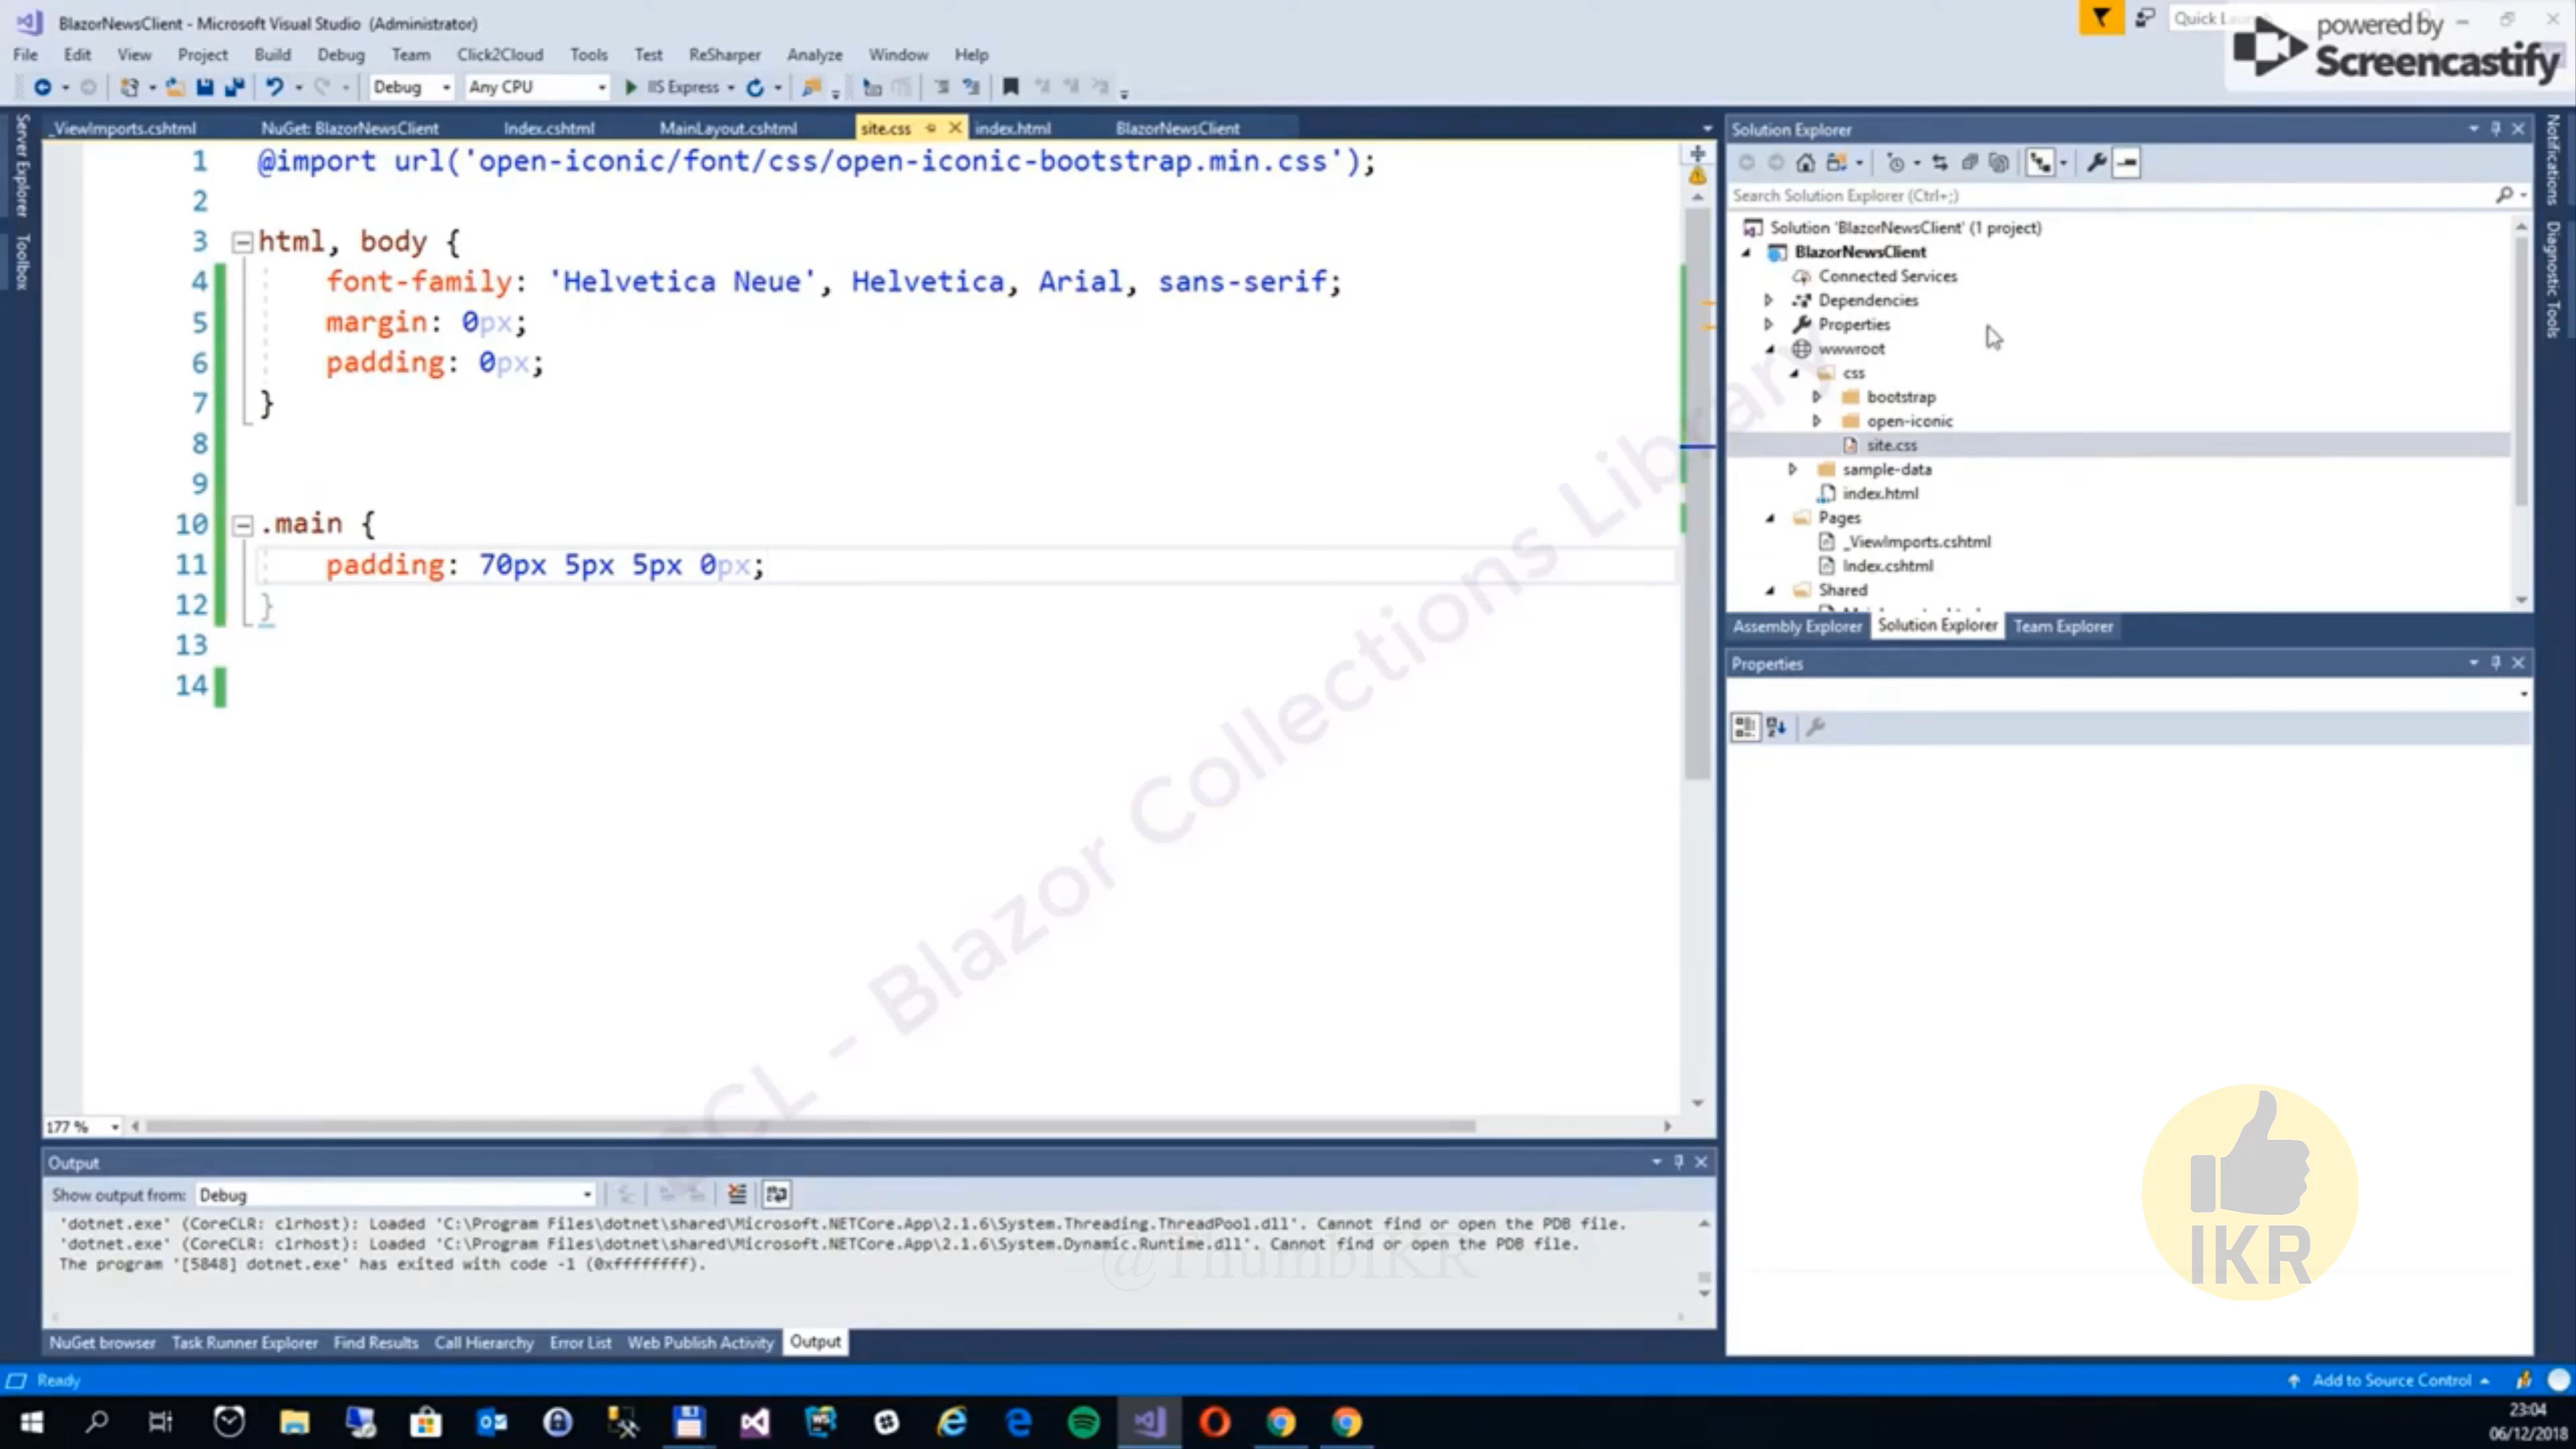 BlazorNewsClient - Microsoft Visual Studio (Administrator)
powered by
Screencastify
File Edit View Project Build Debug Team Click2Cloud Tools Test ReSharper Analyze Window Help
Debug Any CPU IIS Express
_ViewImports.cshtml NuGet: BlazorNewsClient Index.cshtml MainLayout.cshtml site.css index.html BlazorNewsClient
Server Explorer
Toolbox
1 @import url('open-iconic/font/css/open-iconic-bootstrap.min.css');
2
3 html, body {
4 font-family: 'Helvetica Neue', Helvetica, Arial, sans-serif;
5 margin: 0px;
6 padding: 0px;
7 }
8
9
10 .main {
11 padding: 70px 5px 5px 0px;
12 }
13
14
177 %
Solution Explorer
Search Solution Explorer (Ctrl+;)
Solution 'BlazorNewsClient' (1 project)
BlazorNewsClient
Connected Services
Dependencies
Properties
wwwroot
css
bootstrap
open-iconic
site.css
sample-data
index.html
Pages
_ViewImports.cshtml
Index.cshtml
Shared
Assembly Explorer Solution Explorer Team Explorer
Properties
Notifications
Diagnostic Tools
BCL - Blazor Collections Library
Output
Show output from: Debug
'dotnet.exe' (CoreCLR: clrhost): Loaded 'C:\Program Files\dotnet\shared\Microsoft.NETCore.App\2.1.6\System.Threading.ThreadPool.dll'. Cannot find or open the PDB file.
'dotnet.exe' (CoreCLR: clrhost): Loaded 'C:\Program Files\dotnet\shared\Microsoft.NETCore.App\2.1.6\System.Dynamic.Runtime.dll'. Cannot find or open the PDB file.
The program '[5848] dotnet.exe' has exited with code -1 (0xffffffff).
@ThumbIKR
IKR
NuGet browser Task Runner Explorer Find Results Call Hierarchy Error List Web Publish Activity Output
Ready
Add to Source Control
23:04
06/12/2018